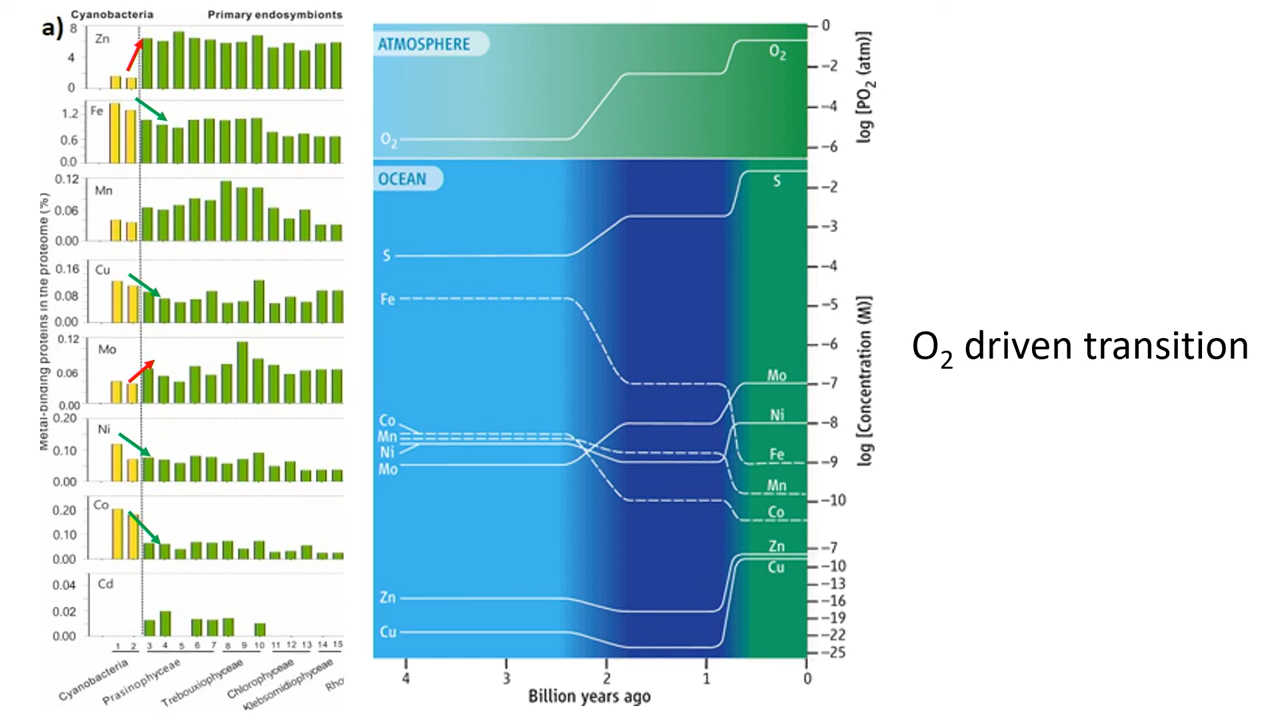 Cyanobacteria Primary endosymbionts
a)
Metal-binding proteins in the proteome (%)
Zn
8
4
0
Fe
1.2
0.6
0.0
Mn
0.12
0.06
0.00
Cu
0.16
0.08
0.00
Mo
0.12
0.06
0.00
Ni
0.20
0.10
0.00
Co
0.20
0.10
0.00
Cd
0.04
0.02
0.00
1 2 3 4 5 6 7 8 9 10 11 12 13 14 15
Cyanobacteria
Prasinophyceae
Trebouxiophyceae
Chlorophyceae
Klebsomidiophyceae
Rho
ATMOSPHERE
O2
O2
0
−2
−4
−6
log [PO2 (atm)]
OCEAN
S
S
Fe
Co
Mn
Ni
Mo
Mo
Ni
Fe
Mn
Co
Zn
Cu
Zn
Cu
−2
−3
−4
−5
−6
−7
−8
−9
−10
−7
−10
−13
−16
−19
−22
−25
log [Concentration (M)]
4 3 2 1 0
Billion years ago
O2 driven transition